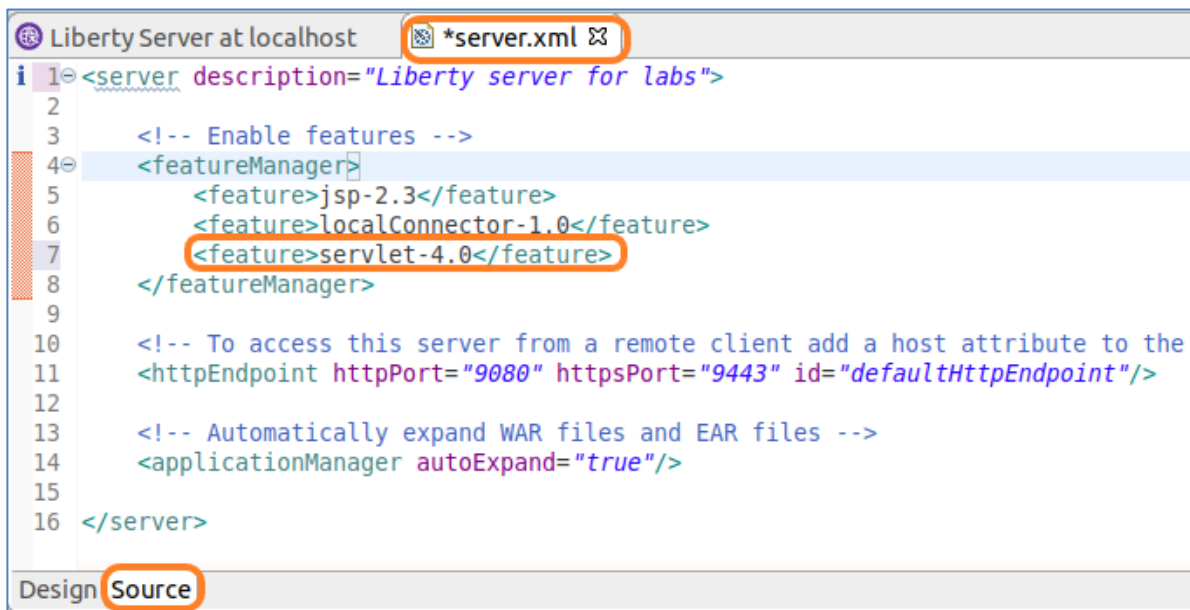 Liberty Server at localhost *server.xml
1 <server description="Liberty server for labs">
2
3 <!-- Enable features -->
4 <featureManager>
5 <feature>jsp-2.3</feature>
6 <feature>localConnector-1.0</feature>
7 <feature>servlet-4.0</feature>
8 </featureManager>
9
10 <!-- To access this server from a remote client add a host attribute to the
11 <httpEndpoint httpPort="9080" httpsPort="9443" id="defaultHttpEndpoint"/>
12
13 <!-- Automatically expand WAR files and EAR files -->
14 <applicationManager autoExpand="true"/>
15
16 </server>
Design Source